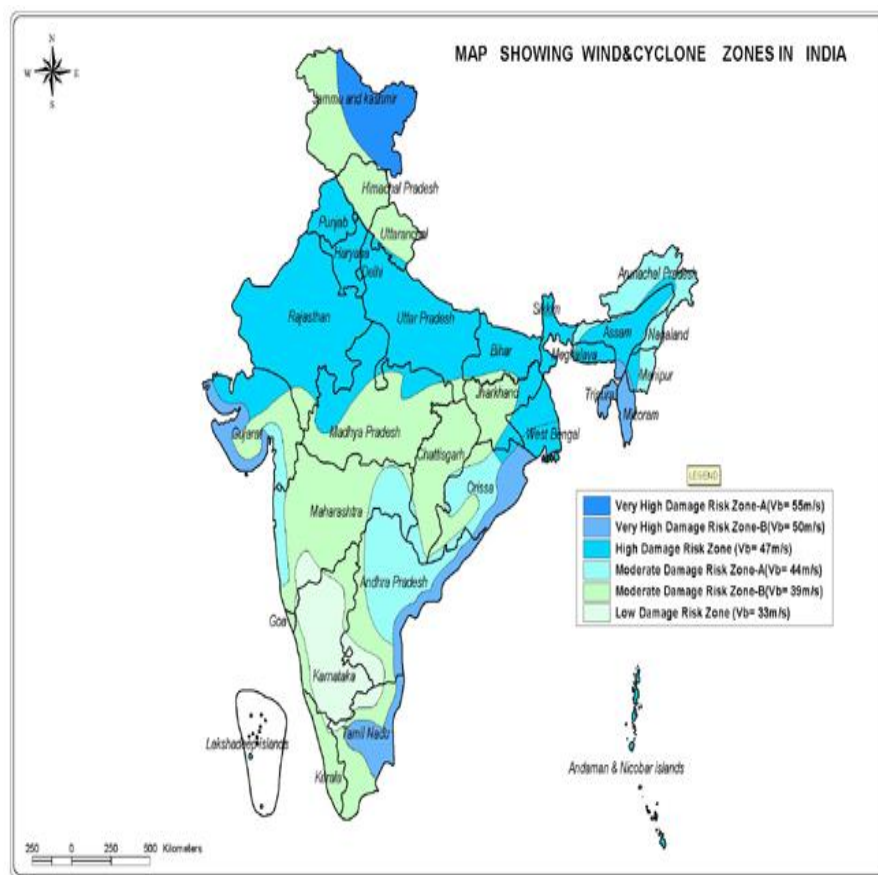 MAP SHOWING WIND&CYCLONE ZONES IN INDIA
N
W E
S
Jammu and kashmir
Himachal Pradesh
Punjab
Uttaranchal
Haryana
Delhi
Arunachal Pradesh
Rajasthan
Uttar Pradesh
Sikkim
Assam
Nagaland
Bihar
Meghalaya
Manipur
Jharkhand
Tripura
Mizoram
Gujarat
Madhya Pradesh
West Bengal
Chattisgarh
Orissa
Maharashtra
LEGEND
Very High Damage Risk Zone-A(Vb= 55m/s)
Very High Damage Risk Zone-B(Vb= 50m/s)
High Damage Risk Zone (Vb= 47m/s)
Moderate Damage Risk Zone-A(Vb= 44m/s)
Moderate Damage Risk Zone-B(Vb= 39m/s)
Low Damage Risk Zone (Vb= 33m/s)
Andhra Pradesh
Goa
Karnataka
Tamil Nadu
Lakshadeep islands
Kerala
Andaman & Nicobar islands
250 0 250 500 Kilometers